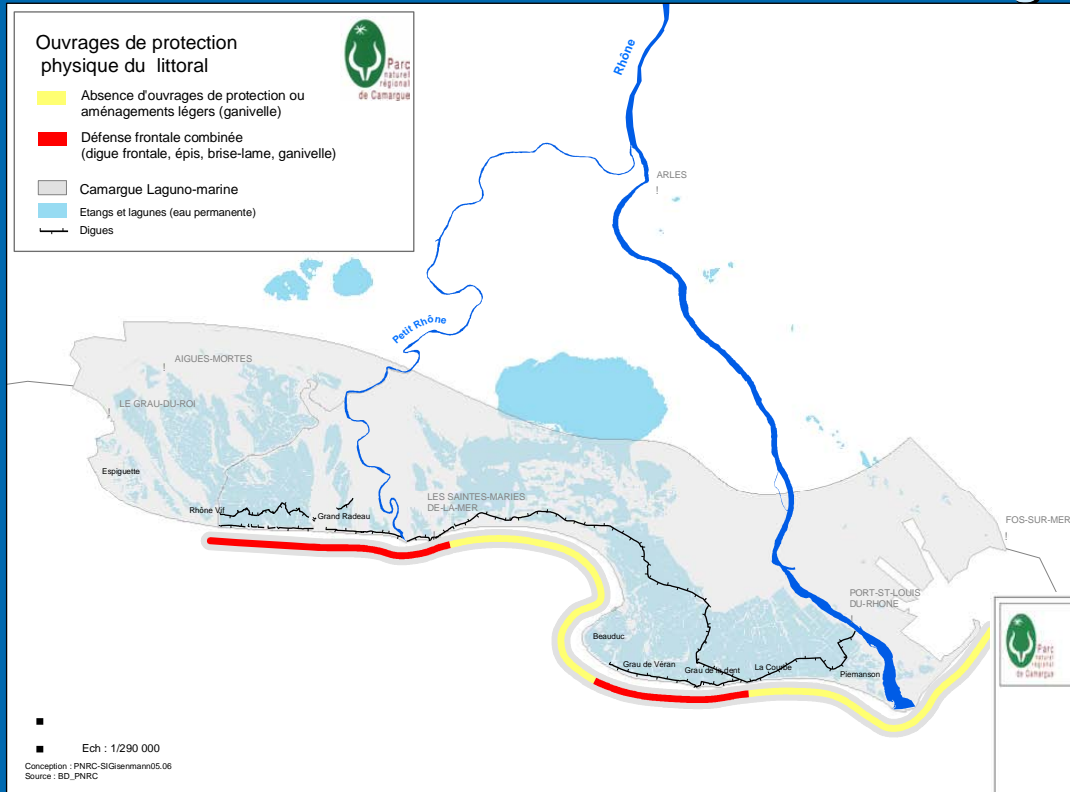 Ouvrages de protection
physique du littoral
Absence d'ouvrages de protection ou
aménagements légers (ganivelle)
Défense frontale combinée
(digue frontale, épis, brise-lame, ganivelle)
Camargue Laguno-marine
Etangs et lagunes (eau permanente)
Digues
Parc
naturel
régional
de Camargue
Rhône
ARLES
!
Petit Rhône
AIGUES-MORTES
!
LE GRAU-DU-ROI
!
Espiguette
Rhône Vif
Grand Radeau
LES SAINTES-MARIES
DE-LA-MER
FOS-SUR-MER
!
PORT-ST-LOUIS
DU-RHONE
!
Beauduc
Grau de Véran
Grau de la dent
La Courbe
Piemanson
Parc
naturel
régional
de Camargue
Ech : 1/290 000
Conception : PNRC-SIGisenmann05.06
Source : BD_PNRC